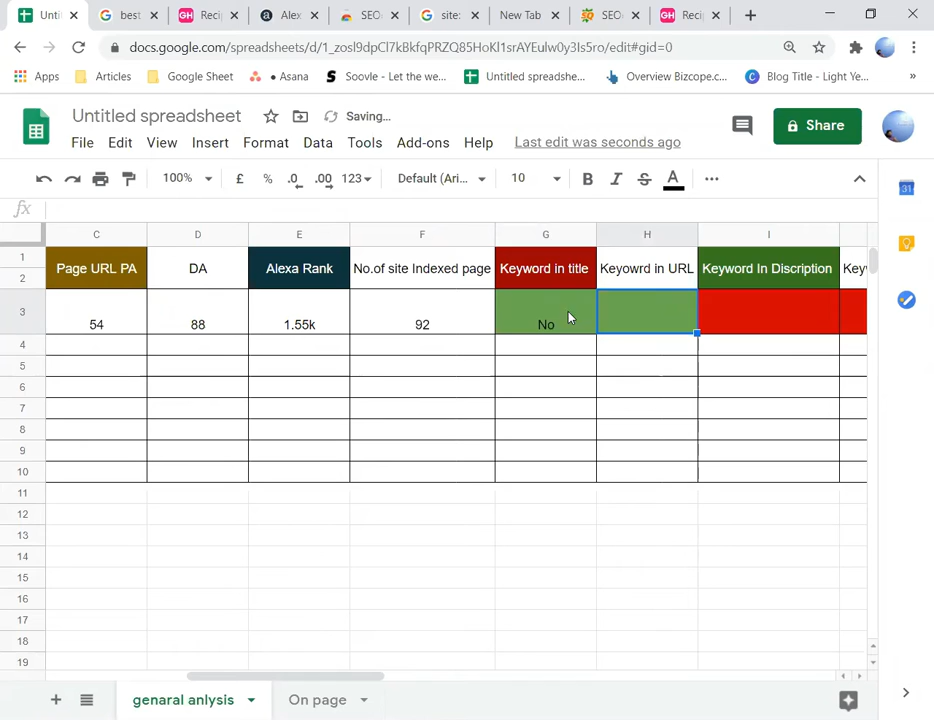 Unti
best
Recip
Alex
SEO
site:
New Tab
SEO
Recip
docs.google.com/spreadsheets/d/1_zosl9dpCl7kBkfqPRZQ85HoKl1srAYEulw0y3Is5ro/edit#gid=0
Apps Articles Google Sheet Asana Soovle - Let the we... Untitled spreadshe... Overview Bizcope.c... Blog Title - Light Ye... »
Untitled spreadsheet Saving...
Share
File Edit View Insert Format Data Tools Add-ons Help Last edit was seconds ago
100% £ % .0 .00 123 Default (Ari... 10 B I S A
31
fx
C D E F G H I
1
Page URL PA DA Alexa Rank No.of site Indexed page Keyword in title Keyowrd in URL Keyword In Discription Keyv
2
3 54 88 1.55k 92 No
4
5
6
7
8
9
10
11
12
13
14
15
16
17
18
19
genaral anlysis On page